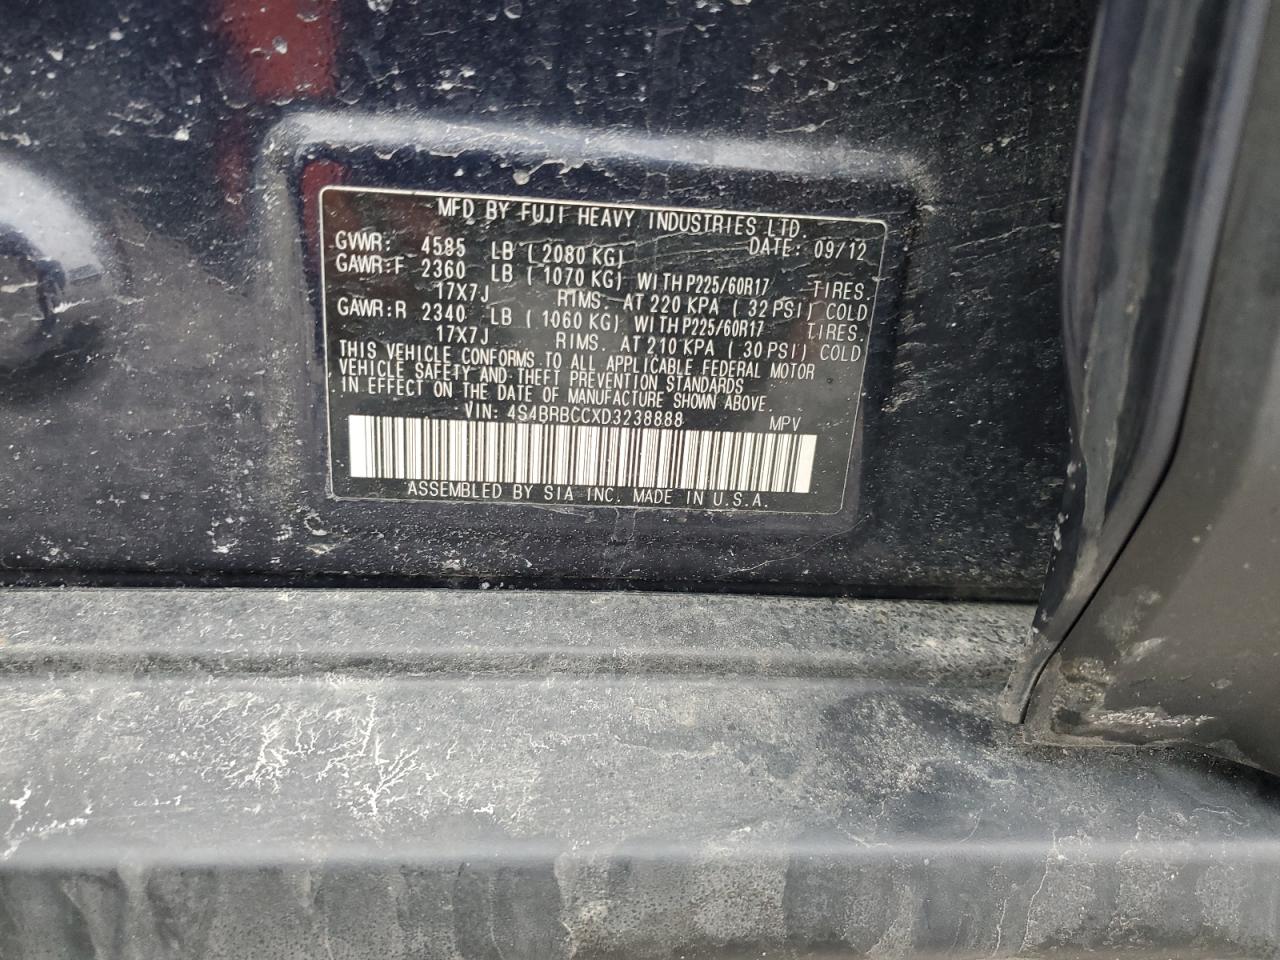 MFD BY FUJI HEAVY INDUSTRIES LTD.
DATE: 09/12
GVWR: 4585 LB ( 2080 KG)
GAWR:F 2360 LB ( 1070 KG) WITH P225/60R17 TIRES.
17X7J RIMS. AT 220 KPA ( 32 PSI) COLD
GAWR:R 2340 LB ( 1060 KG) WITH P225/60R17 TIRES.
17X7J RIMS. AT 210 KPA ( 30 PSI) COLD
THIS VEHICLE CONFORMS TO ALL APPLICABLE FEDERAL MOTOR
VEHICLE SAFETY AND THEFT PREVENTION STANDARDS
IN EFFECT ON THE DATE OF MANUFACTURE SHOWN ABOVE.
VIN: 4S4BRBCCXD3238888 MPV
ASSEMBLED BY SIA INC. MADE IN U.S.A.